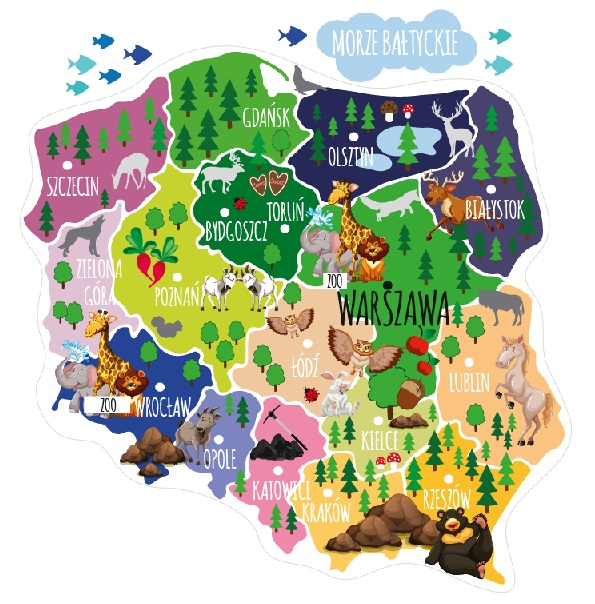 MORZE BAŁTYCKIE
GDAŃSK
OLSZTYN
SZCZECIN
BIAŁYSTOK
TORUŃ
BYDGOSZCZ
ZIELONA
GÓRA
POZNAŃ
ZOO
WARSZAWA
ŁÓDŹ
LUBLIN
ZOO
WROCŁAW
KIELCE
OPOLE
KATOWICE
KRAKÓW
RZESZÓW